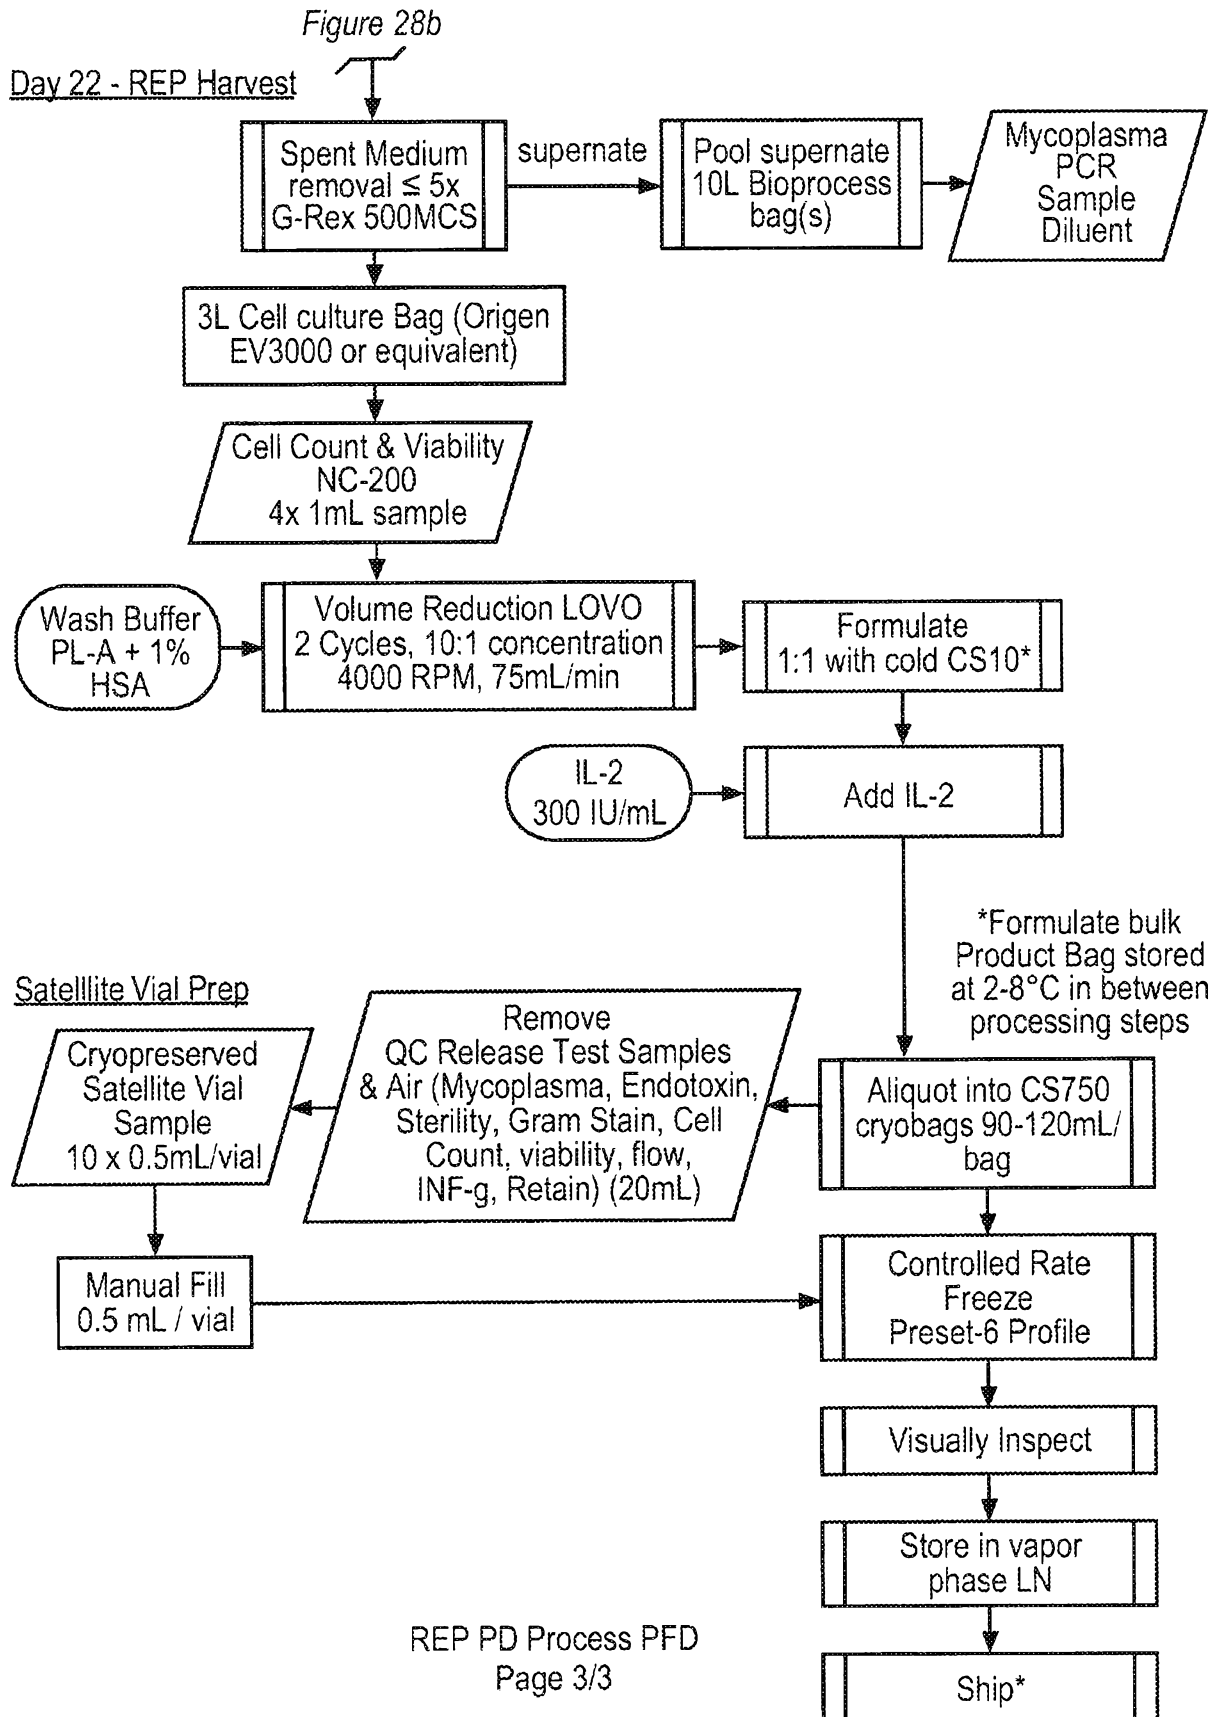 Figure 28b
Day 22 - REP Harvest
Spent Medium
removal ≤ 5x
G-Rex 500MCS
supernate
Pool supernate
10L Bioprocess
bag(s)
Mycoplasma
PCR
Sample
Diluent
3L Cell culture Bag (Origen
EV3000 or equivalent)
Cell Count & Viability
NC-200
4x 1mL sample
Wash Buffer
PL-A + 1%
HSA
Volume Reduction LOVO
2 Cycles, 10:1 concentration
4000 RPM, 75mL/min
Formulate
1:1 with cold CS10*
IL-2
300 IU/mL
Add IL-2
*Formulate bulk
Product Bag stored
at 2-8°C in between
processing steps
Satelllite Vial Prep
Cryopreserved
Satellite Vial
Sample
10 x 0.5mL/vial
Remove
QC Release Test Samples
& Air (Mycoplasma, Endotoxin,
Sterility, Gram Stain, Cell
Count, viability, flow,
INF-g, Retain) (20mL)
Aliquot into CS750
cryobags 90-120mL/
bag
Manual Fill
0.5 mL / vial
Controlled Rate
Freeze
Preset-6 Profile
Visually Inspect
Store in vapor
phase LN
REP PD Process PFD
Page 3/3
Ship*